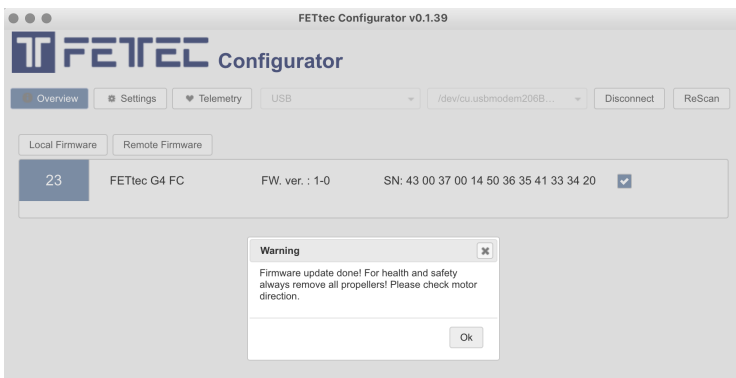 FETtec Configurator v0.1.39
FETTEC Configurator
Overview Settings Telemetry USB /dev/cu.usbmodem206B... Disconnect ReScan
Local Firmware Remote Firmware
23 FETtec G4 FC FW. ver. : 1-0 SN: 43 00 37 00 14 50 36 35 41 33 34 20
Warning
Firmware update done! For health and safety
always remove all propellers! Please check motor
direction.
Ok